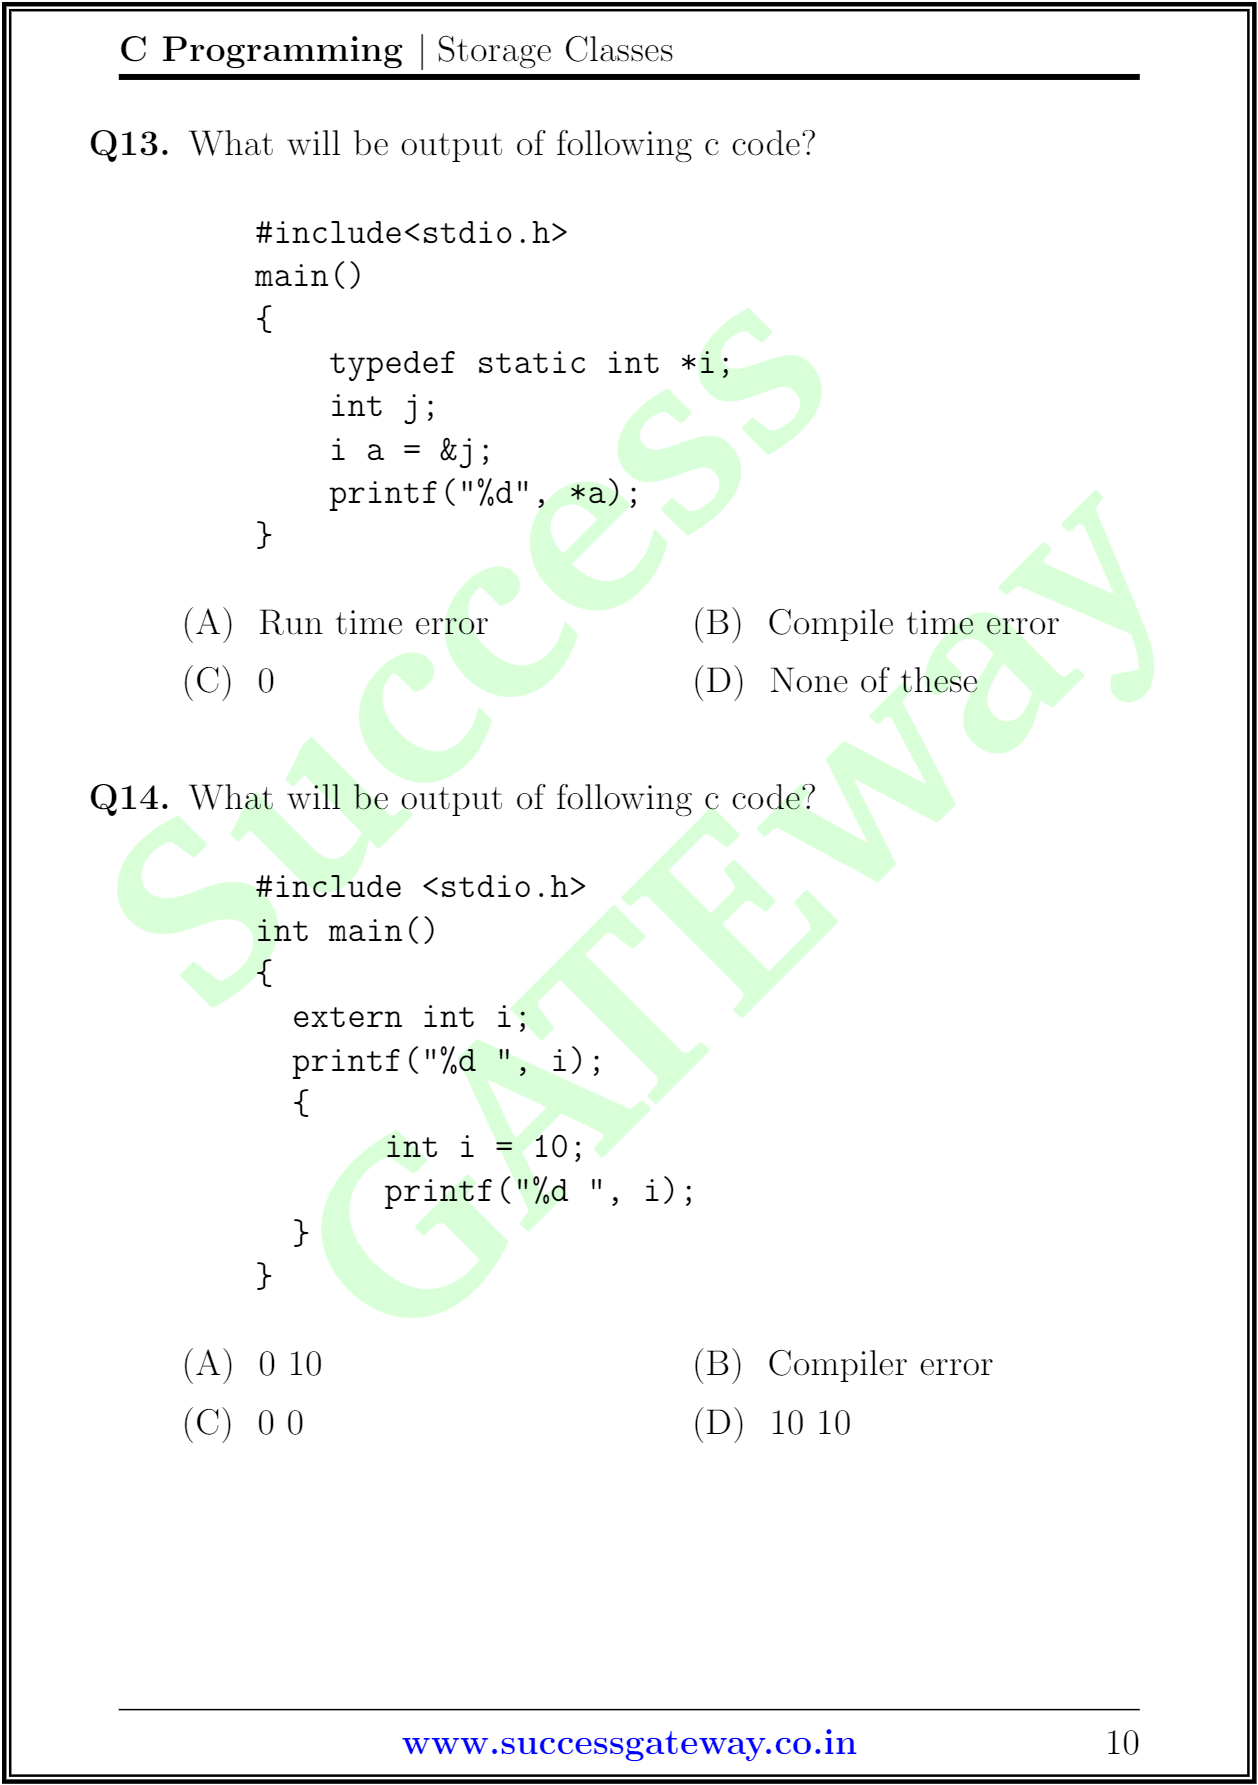 C Programming | Storage Classes
Q13. What will be output of following c code?
#include<stdio.h>
main()
{
    typedef static int *i;
    int j;
    i a = &j;
    printf("%d", *a);
}
(A) Run time error (B) Compile time error
(C) 0 (D) None of these
Q14. What will be output of following c code?
#include <stdio.h>
int main()
{
  extern int i;
  printf("%d ", i);
  {
       int i = 10;
       printf("%d ", i);
  }
}
(A) 0 10 (B) Compiler error
(C) 0 0 (D) 10 10
Success
GATEway
www.successgateway.co.in 10